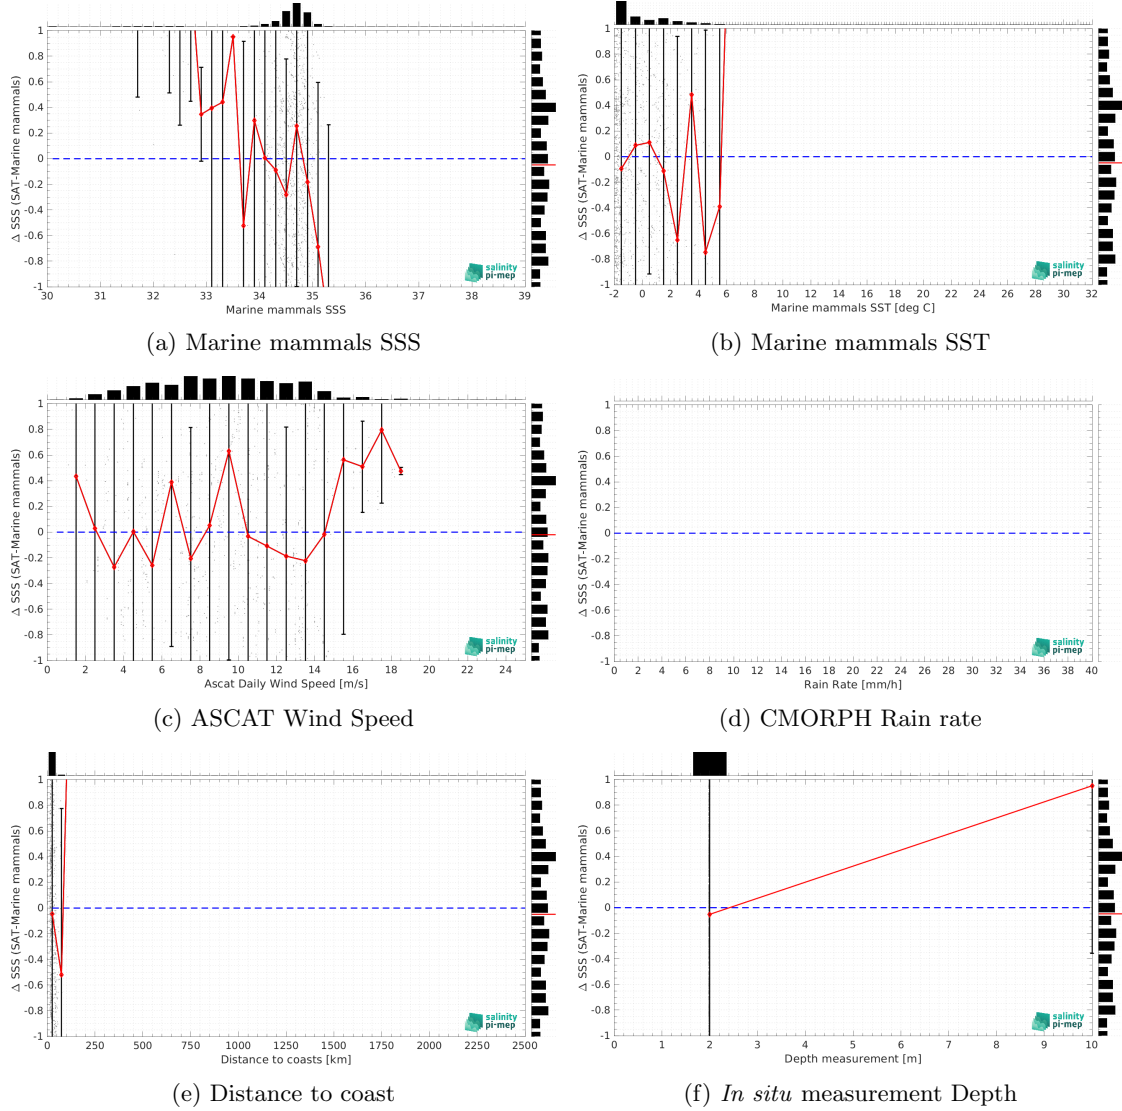 1
0.8
0.6
0.4
0.2
0
-0.2
-0.4
-0.6
-0.8
-1
Δ SSS (SAT-Marine mammals)
30 31 32 33 34 35 36 37 38 39
Marine mammals SSS
salinity
pi-mep
(a) Marine mammals SSS
1
0.8
0.6
0.4
0.2
0
-0.2
-0.4
-0.6
-0.8
-1
Δ SSS (SAT-Marine mammals)
-2 0 2 4 6 8 10 12 14 16 18 20 22 24 26 28 30 32
Marine mammals SST [deg C]
salinity
pi-mep
(b) Marine mammals SST
1
0.8
0.6
0.4
0.2
0
-0.2
-0.4
-0.6
-0.8
-1
Δ SSS (SAT-Marine mammals)
0 2 4 6 8 10 12 14 16 18 20 22 24
Ascat Daily Wind Speed [m/s]
salinity
pi-mep
(c) ASCAT Wind Speed
1
0.8
0.6
0.4
0.2
0
-0.2
-0.4
-0.6
-0.8
-1
Δ SSS (SAT-Marine mammals)
0 2 4 6 8 10 12 14 16 18 20 22 24 26 28 30 32 34 36 38 40
Rain Rate [mm/h]
salinity
pi-mep
(d) CMORPH Rain rate
1
0.8
0.6
0.4
0.2
0
-0.2
-0.4
-0.6
-0.8
-1
Δ SSS (SAT-Marine mammals)
0 250 500 750 1000 1250 1500 1750 2000 2250 2500
Distance to coasts [km]
salinity
pi-mep
(e) Distance to coast
1
0.8
0.6
0.4
0.2
0
-0.2
-0.4
-0.6
-0.8
-1
Δ SSS (SAT-Marine mammals)
0 1 2 3 4 5 6 7 8 9 10
Depth measurement [m]
salinity
pi-mep
(f) In situ measurement Depth